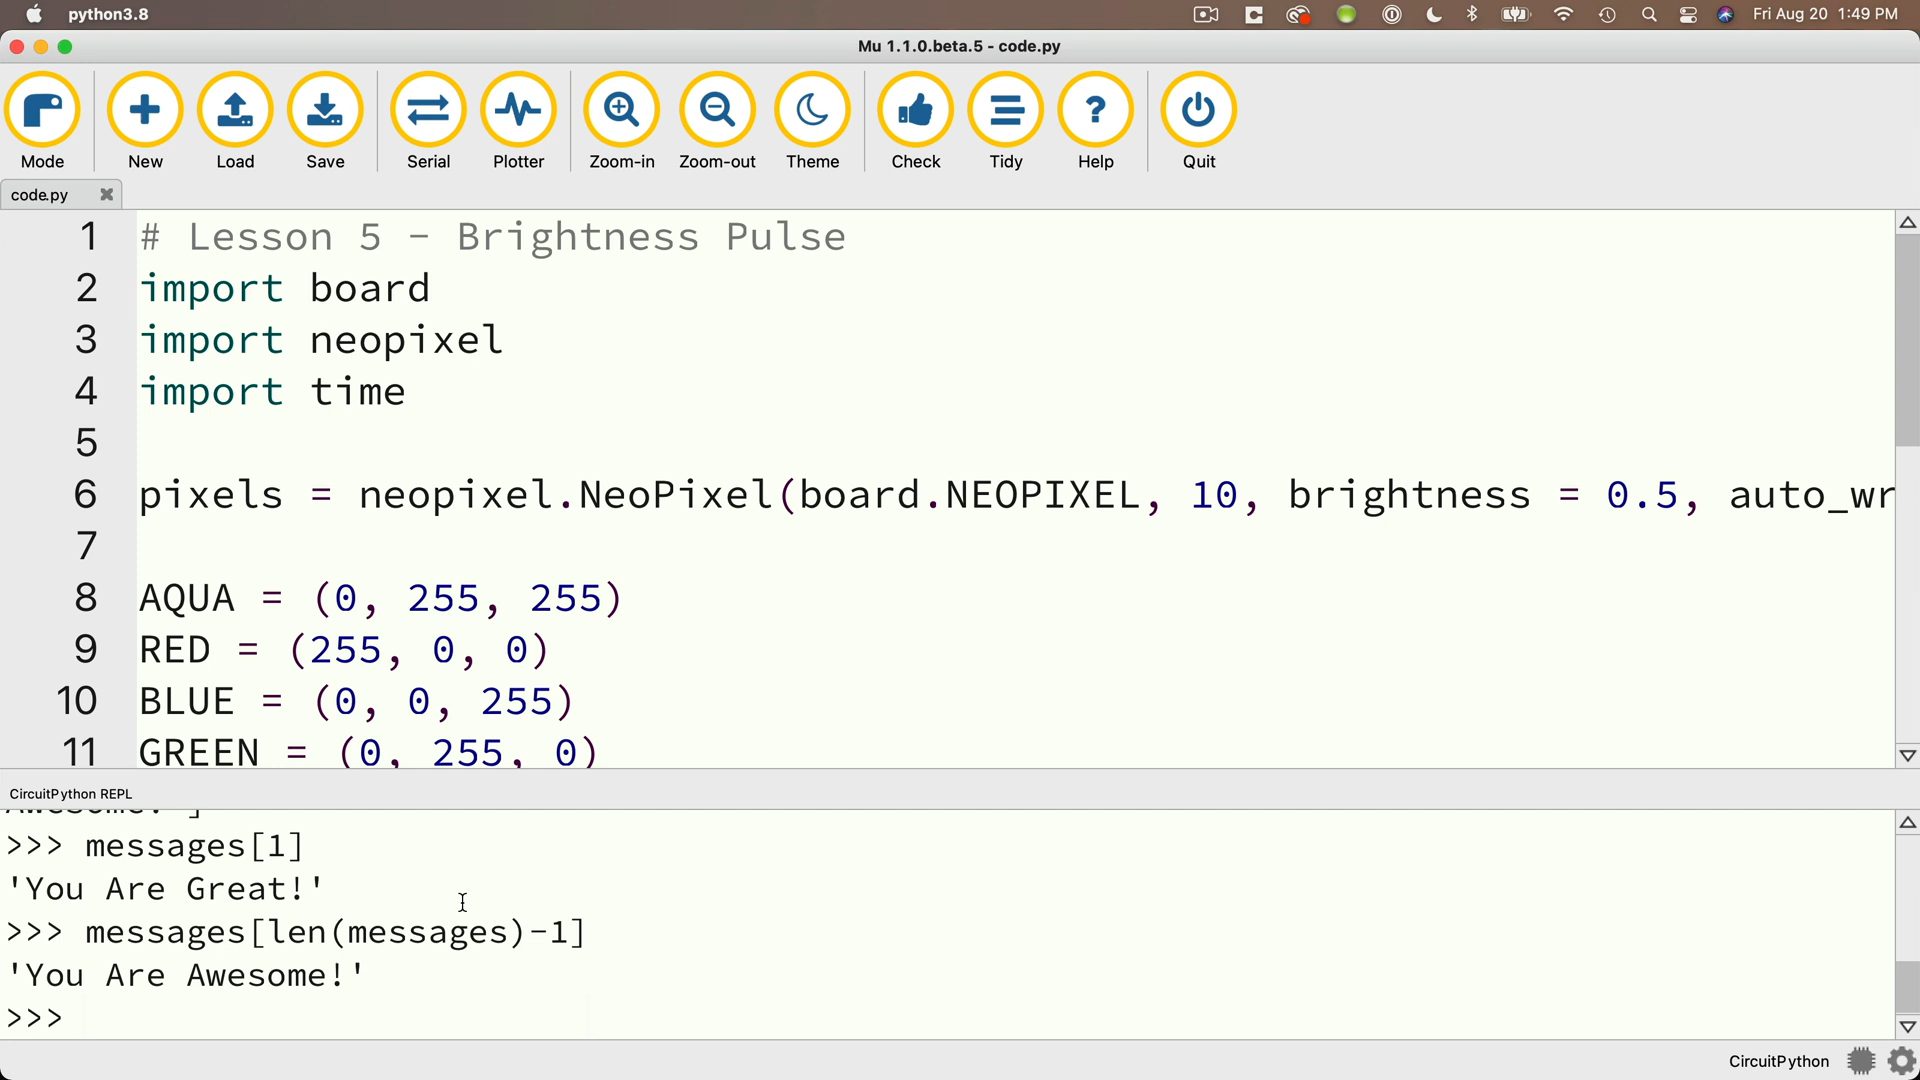 python3.8
Fri Aug 20 1:49 PM
Mu 1.1.0.beta.5 - code.py
Mode New Load Save Serial Plotter Zoom-in Zoom-out Theme Check Tidy Help Quit
code.py
1 # Lesson 5 - Brightness Pulse
2 import board
3 import neopixel
4 import time
5
6 pixels = neopixel.NeoPixel(board.NEOPIXEL, 10, brightness = 0.5, auto_wr
7
8 AQUA = (0, 255, 255)
9 RED = (255, 0, 0)
10 BLUE = (0, 0, 255)
11 GREEN = (0, 255, 0)
CircuitPython REPL
Awesome!']
>>> messages[1]
'You Are Great!'
>>> messages[len(messages)-1]
'You Are Awesome!'
>>>
CircuitPython